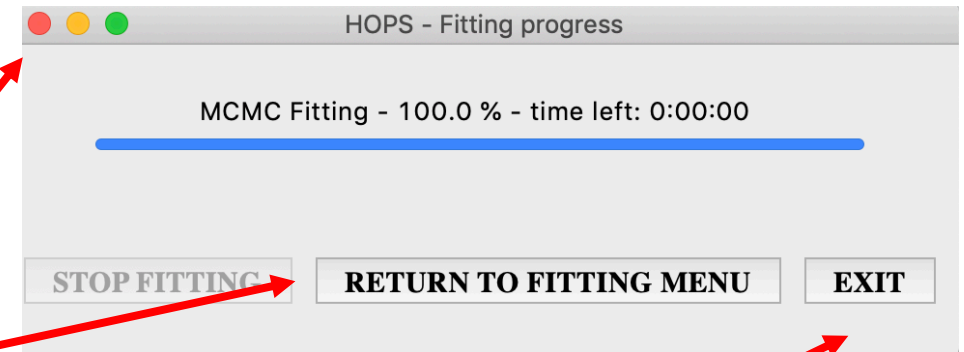 HOPS - Fitting progress
MCMC Fitting - 100.0 % - time left: 0:00:00
STOP FITTING RETURN TO FITTING MENU EXIT